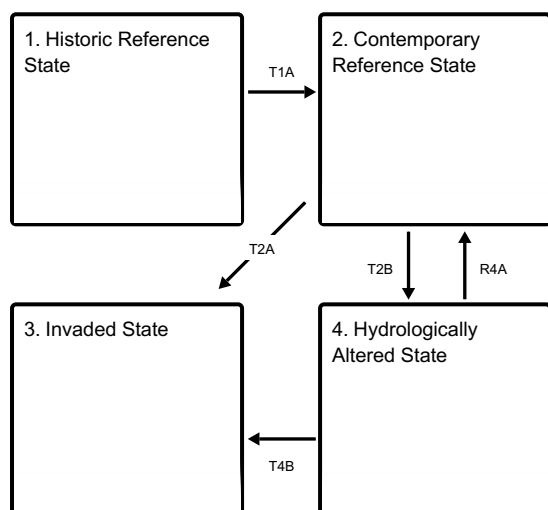 1. Historic Reference
State
T1A
2. Contemporary
Reference State
T2A
T2B
R4A
3. Invaded State
4. Hydrologically
Altered State
T4B